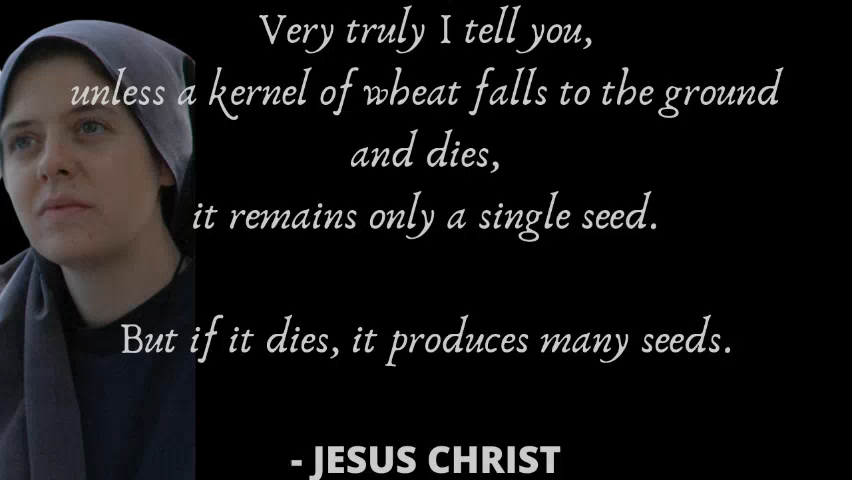 Very truly I tell you,
unless a kernel of wheat falls to the ground
and dies,
it remains only a single seed.
But if it dies, it produces many seeds.
- JESUS CHRIST